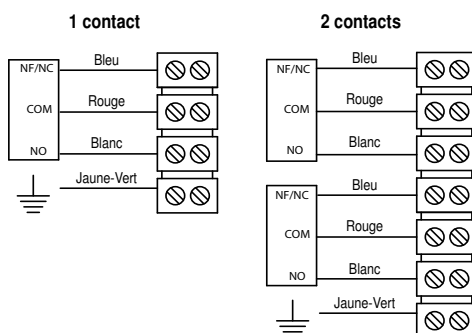 1 contact
NF/NC
Bleu
COM
Rouge
NO
Blanc
Jaune-Vert
2 contacts
NF/NC
Bleu
COM
Rouge
NO
Blanc
NF/NC
Bleu
COM
Rouge
NO
Blanc
Jaune-Vert